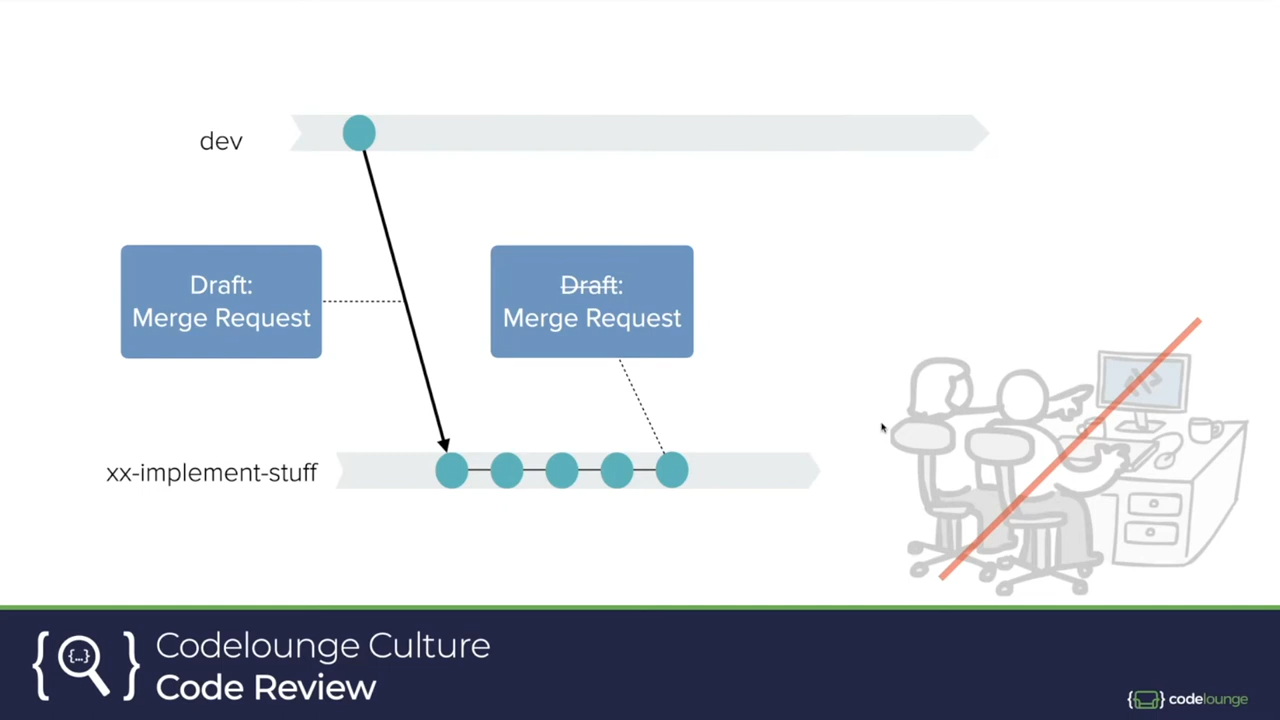 dev
Draft:
Merge Request
Draft:
Merge Request
xx-implement-stuff
{...}
Codelounge Culture
Code Review
codelounge